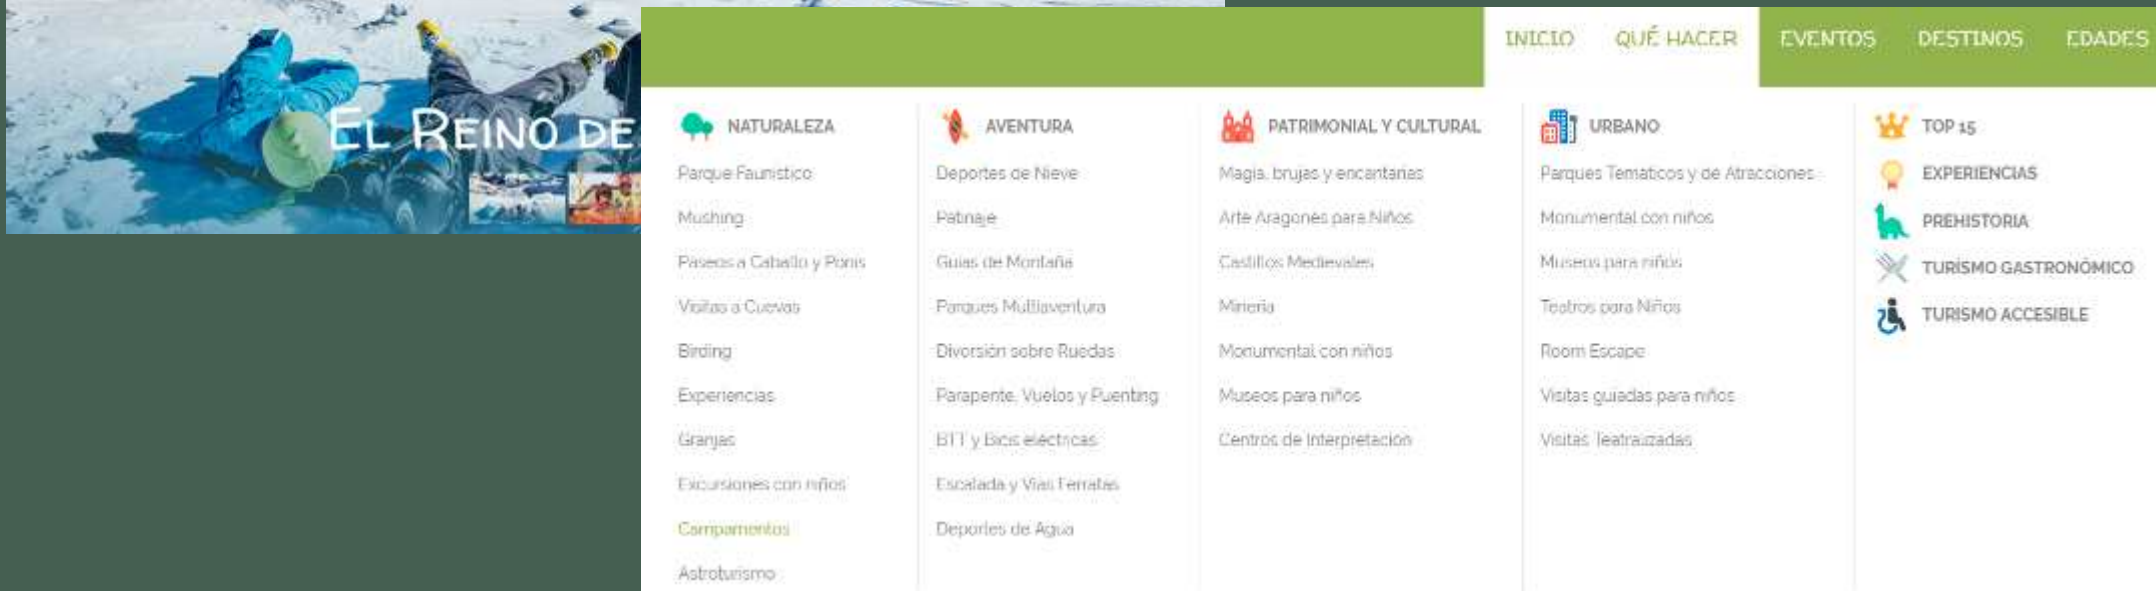 EL REINO DE
INICIO QUÉ HACER EVENTOS DESTINOS EDADES
NATURALEZA
Parque Faunístico
Mushing
Paseos a Caballo y Ponis
Visitas a Cuevas
Birding
Experiencias
Granjas
Excursiones con niños
Campamentos
Astroturismo
AVENTURA
Deportes de Nieve
Patinaje
Guías de Montaña
Parques Multiaventura
Diversión sobre Ruedas
Parapente, Vuelos y Puenting
BTT y Bicis eléctricas
Escalada y Vías Ferratas
Deportes de Agua
PATRIMONIAL Y CULTURAL
Magia, brujas y encantarias
Arte Aragonés para Niños
Castillos Medievales
Minería
Monumental con niños
Museos para niños
Centros de Interpretación
URBANO
Parques Temáticos y de Atracciones
Monumental con niños
Museos para niños
Teatros para Niños
Room Escape
Visitas guiadas para niños
Visitas Teatralizadas
TOP 15
EXPERIENCIAS
PREHISTORIA
TURISMO GASTRONÓMICO
TURISMO ACCESIBLE